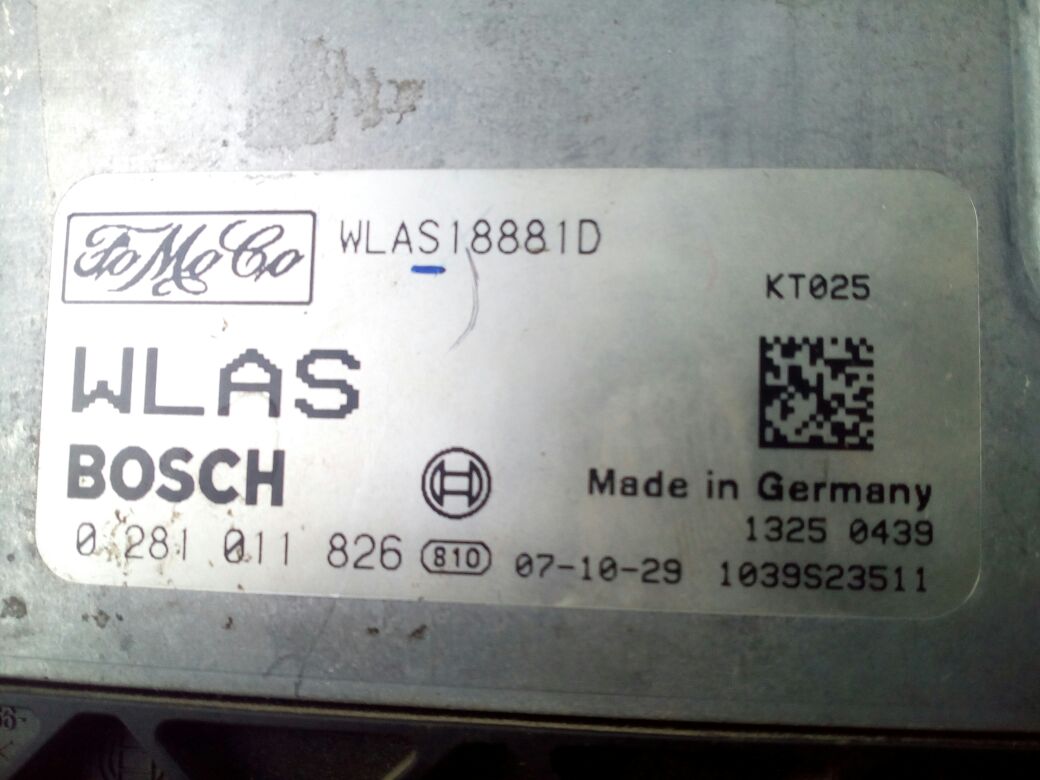 FoMoCo
WLAS18881D
KT025
WLAS
BOSCH
Made in Germany
1325 0439
0 281 011 826 810 07-10-29 1039S23511